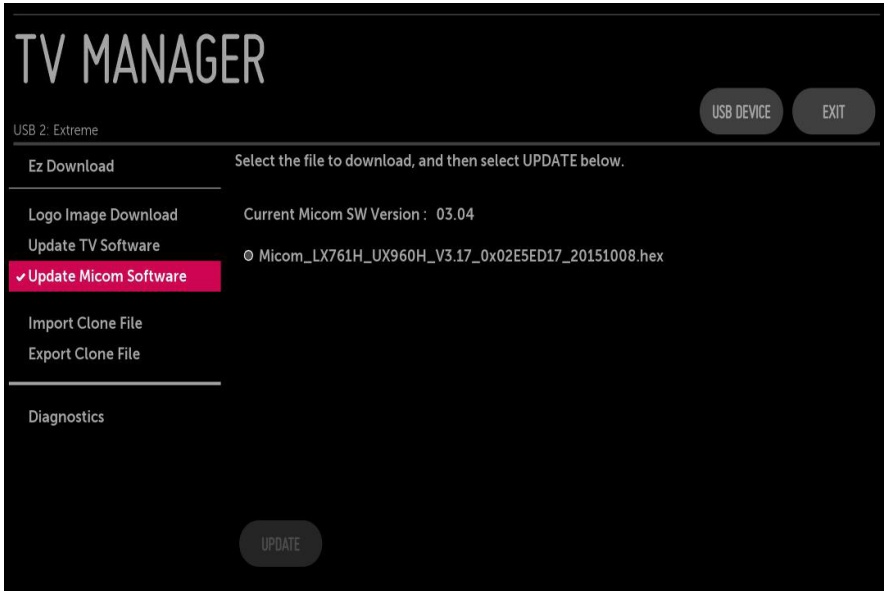 TV MANAGER
USB 2: Extreme
USB DEVICE
EXIT
Ez Download
Logo Image Download
Update TV Software
Update Micom Software
Import Clone File
Export Clone File
Diagnostics
Select the file to download, and then select UPDATE below.
Current Micom SW Version : 03.04
Micom_LX761H_UX960H_V3.17_0x02E5ED17_20151008.hex
UPDATE